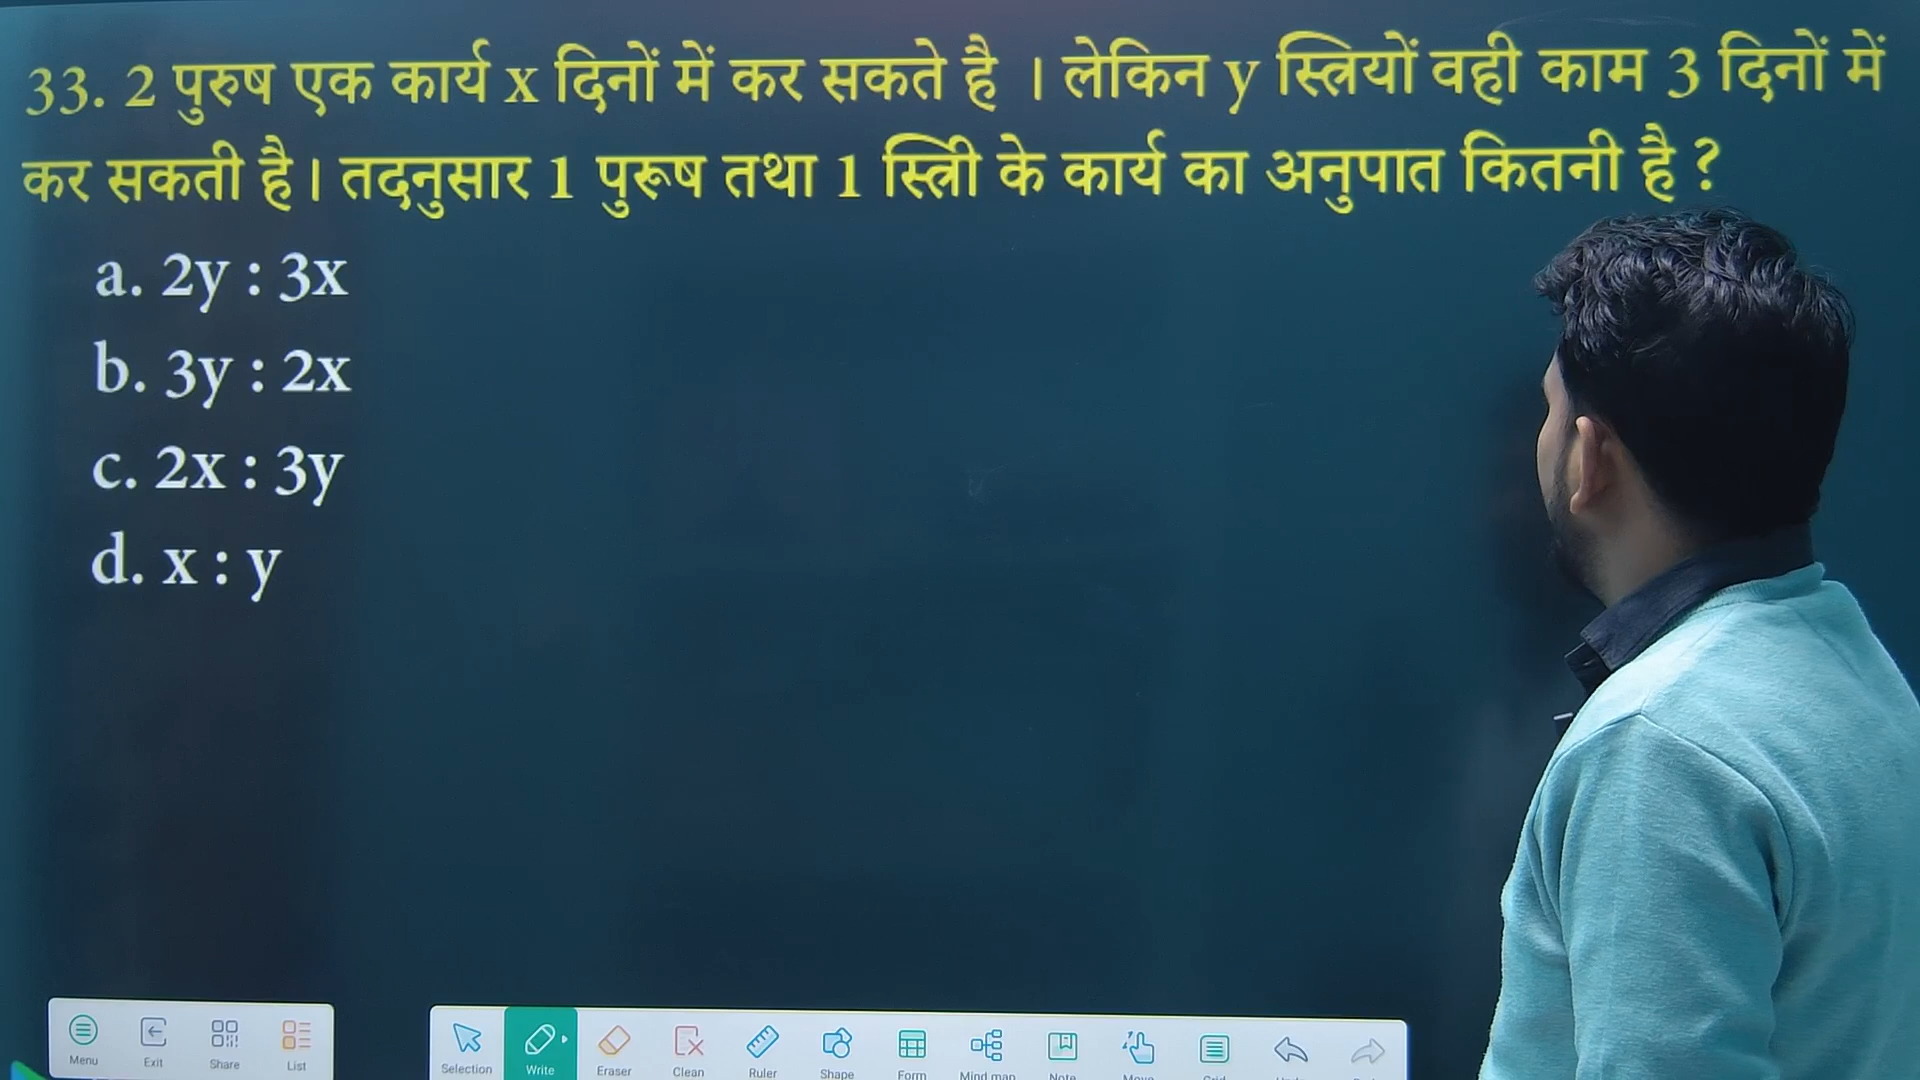 33. 2 पुरुष एक कार्य x दिनों में कर सकते है । लेकिन y स्त्रियों वही काम 3 दिनों में
कर सकती है। तदनुसार 1 पुरूष तथा 1 स्त्रिी के कार्य का अनुपात कितनी है ?
a. 2y : 3x
b. 3y : 2x
c. 2x : 3y
d. x : y
Menu Exit Share List
Selection Write Eraser Clean Ruler Shape Form Mind map Note Move